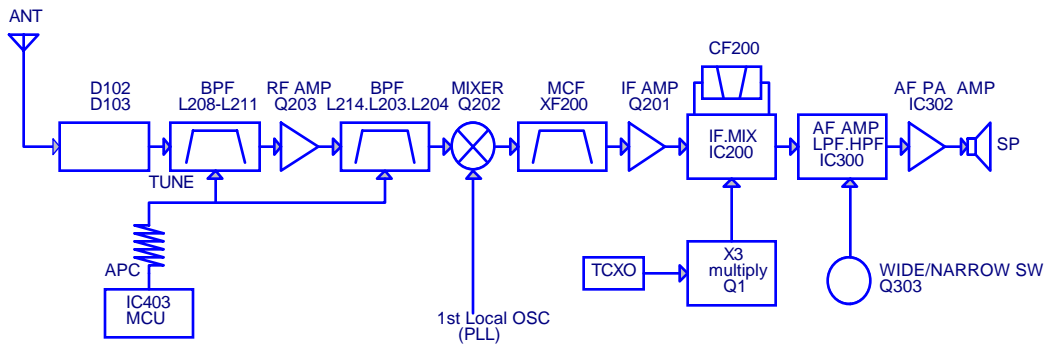 ANT
D102
D103
BPF
L208-L211
RF AMP
Q203
BPF
L214.L203.L204
MIXER
Q202
MCF
XF200
IF AMP
Q201
CF200
IF.MIX
IC200
AF AMP
LPF.HPF
IC300
AF PA AMP
IC302
SP
TUNE
APC
IC403
MCU
1st Local OSC
(PLL)
TCXO
X3
multiply
Q1
WIDE/NARROW SW
Q303